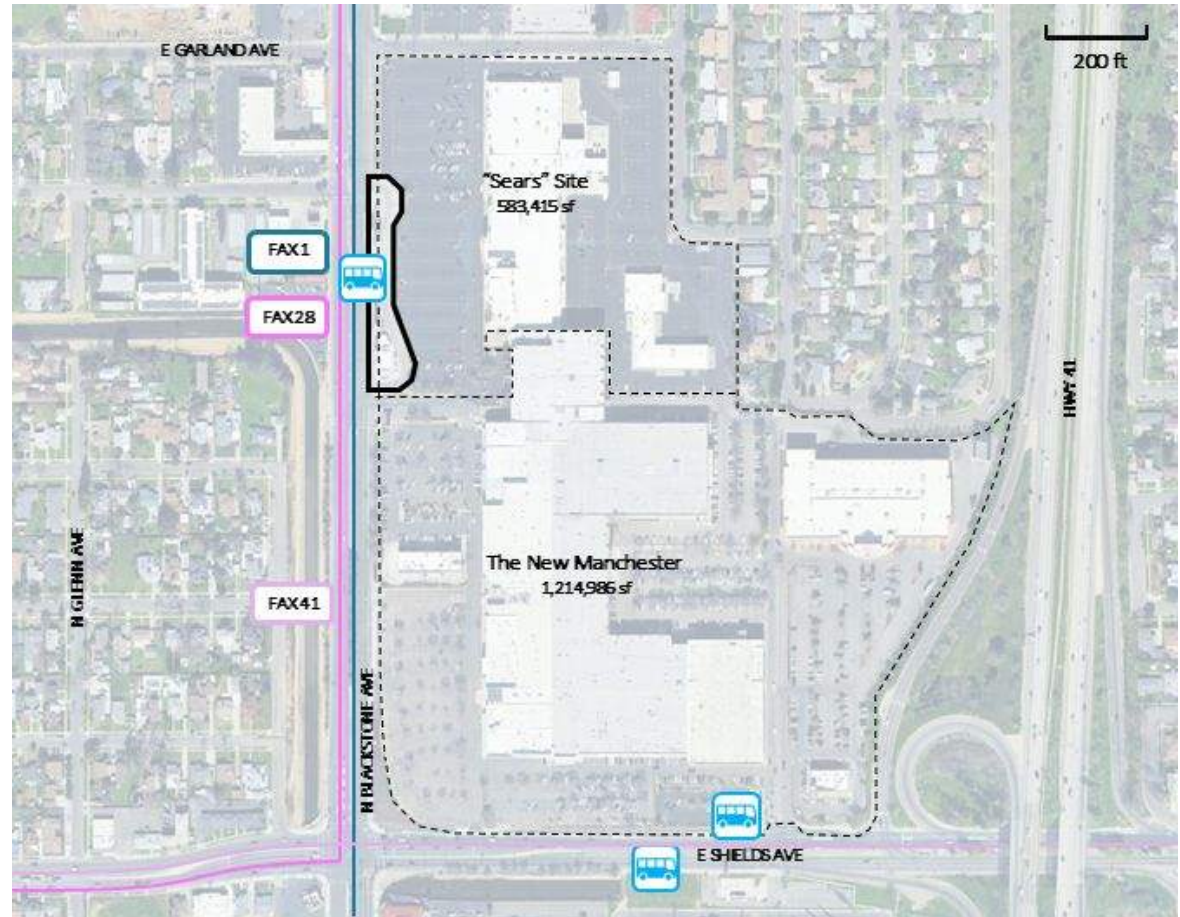 E GARLAND AVE
200 ft
"Sears" Site
583,415 sf
FAX1
FAX28
HWY 41
The New Manchester
1,214,986 sf
N GLENN AVE
FAX41
N BLACKSTONE AVE
E SHIELDS AVE